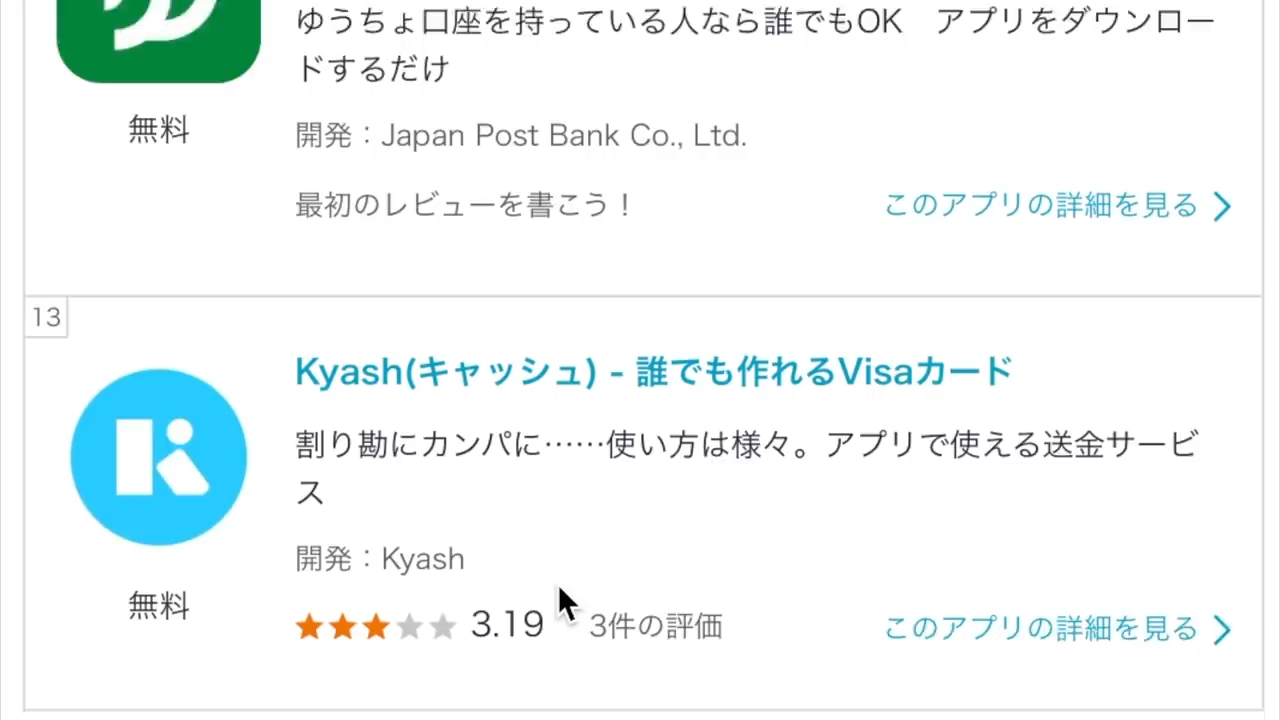 ゆうちょ口座を持っている人なら誰でもOK　アプリをダウンロー
ドするだけ
無料
開発：Japan Post Bank Co., Ltd.
最初のレビューを書こう！
このアプリの詳細を見る
13
Kyash(キャッシュ) - 誰でも作れるVisaカード
割り勘にカンパに……使い方は様々。アプリで使える送金サービ
ス
開発：Kyash
無料
3.19
3件の評価
このアプリの詳細を見る